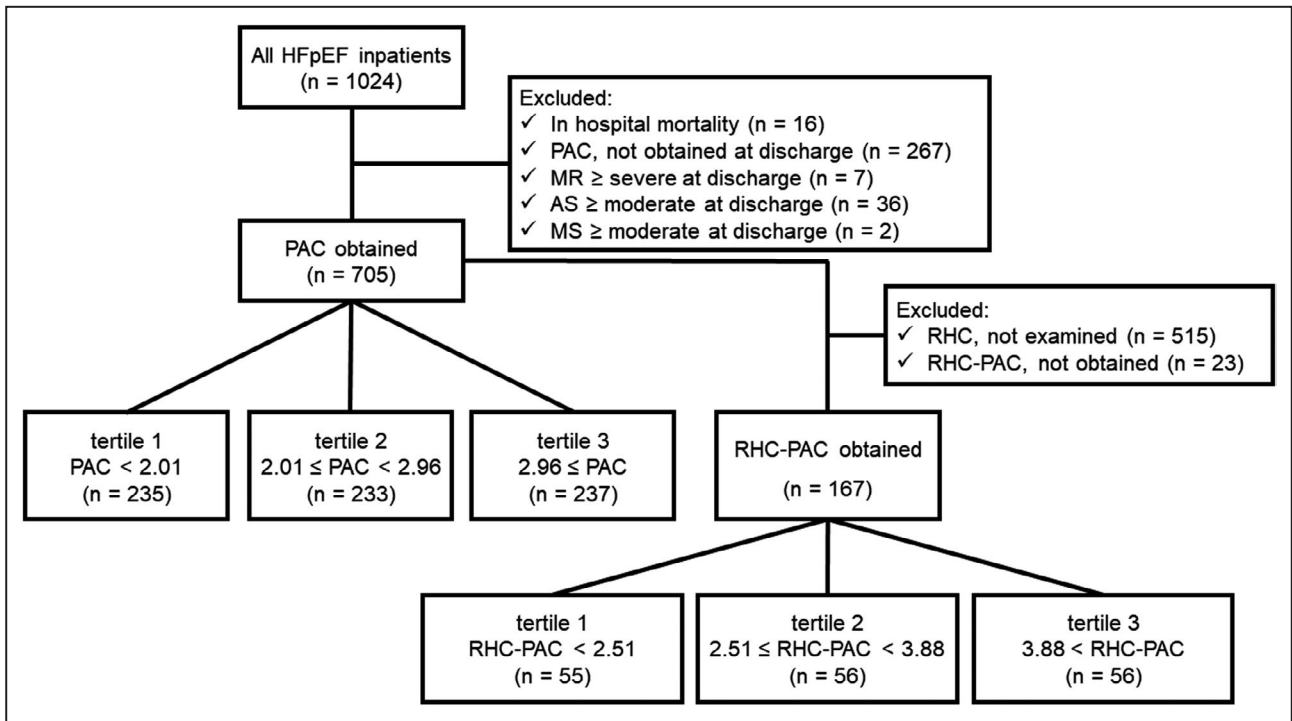 All HFpEF inpatients
(n = 1024)
Excluded:
✓ In hospital mortality (n = 16)
✓ PAC, not obtained at discharge (n = 267)
✓ MR ≥ severe at discharge (n = 7)
✓ AS ≥ moderate at discharge (n = 36)
✓ MS ≥ moderate at discharge (n = 2)
PAC obtained
(n = 705)
Excluded:
✓ RHC, not examined (n = 515)
✓ RHC-PAC, not obtained (n = 23)
tertile 1
PAC < 2.01
(n = 235)
tertile 2
2.01 ≤ PAC < 2.96
(n = 233)
tertile 3
2.96 ≤ PAC
(n = 237)
RHC-PAC obtained
(n = 167)
tertile 1
RHC-PAC < 2.51
(n = 55)
tertile 2
2.51 ≤ RHC-PAC < 3.88
(n = 56)
tertile 3
3.88 < RHC-PAC
(n = 56)